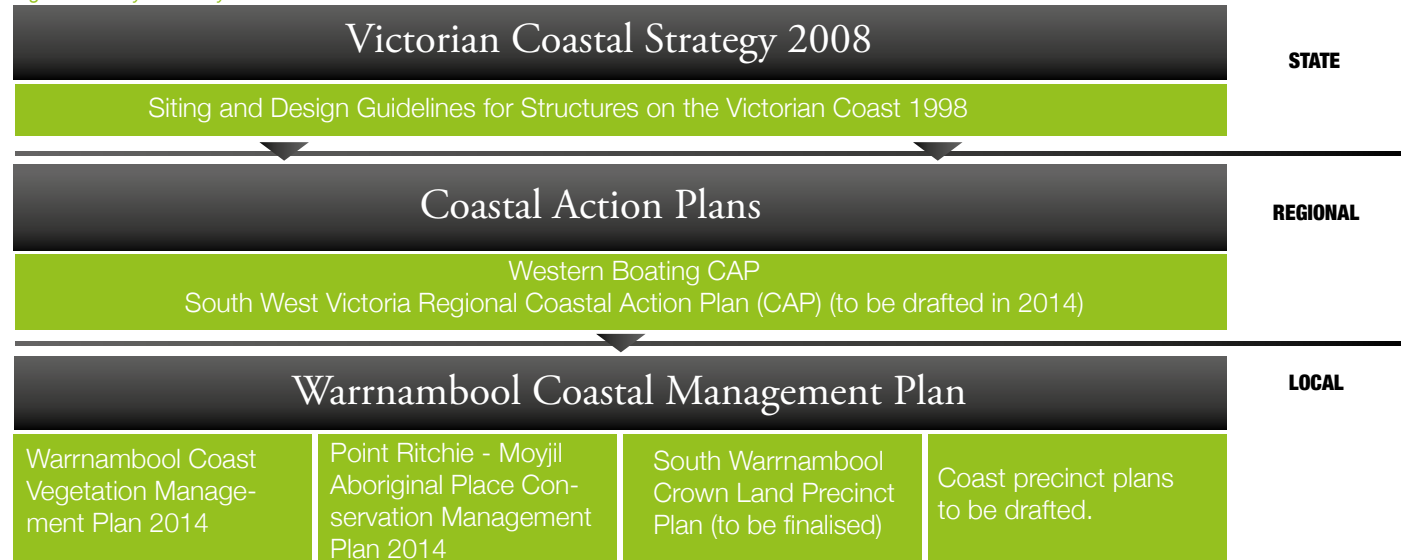 Victorian Coastal Strategy 2008
STATE
Siting and Design Guidelines for Structures on the Victorian Coast 1998
Coastal Action Plans
REGIONAL
Western Boating CAP
South West Victoria Regional Coastal Action Plan (CAP) (to be drafted in 2014)
Warrnambool Coastal Management Plan
LOCAL
Warrnambool Coast
Vegetation Manage-
ment Plan 2014
Point Ritchie - Moyjil
Aboriginal Place Con-
servation Management
Plan 2014
South Warrnambool
Crown Land Precinct
Plan (to be finalised)
Coast precinct plans
to be drafted.